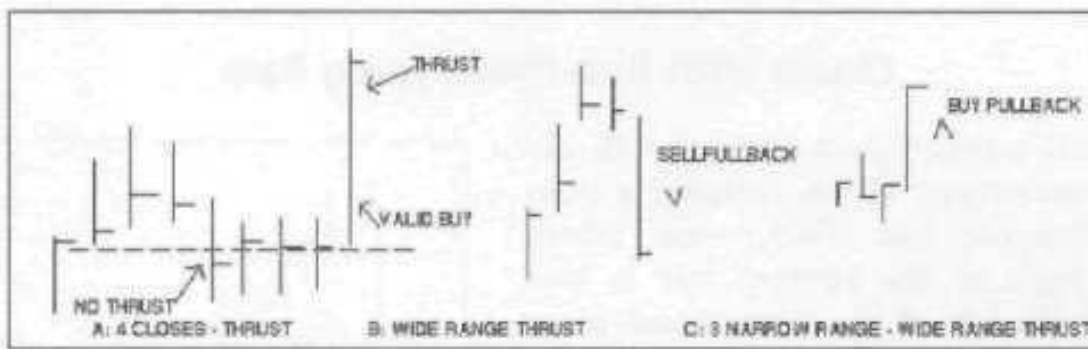 THRUST
BUY PULLBACK
SELLPULLBACK
VALID BUY
NO THRUST
A: 4 CLOSES - THRUST
B: WIDE RANGE THRUST
C: 3 NARROW RANGE - WIDE RANGE THRUST